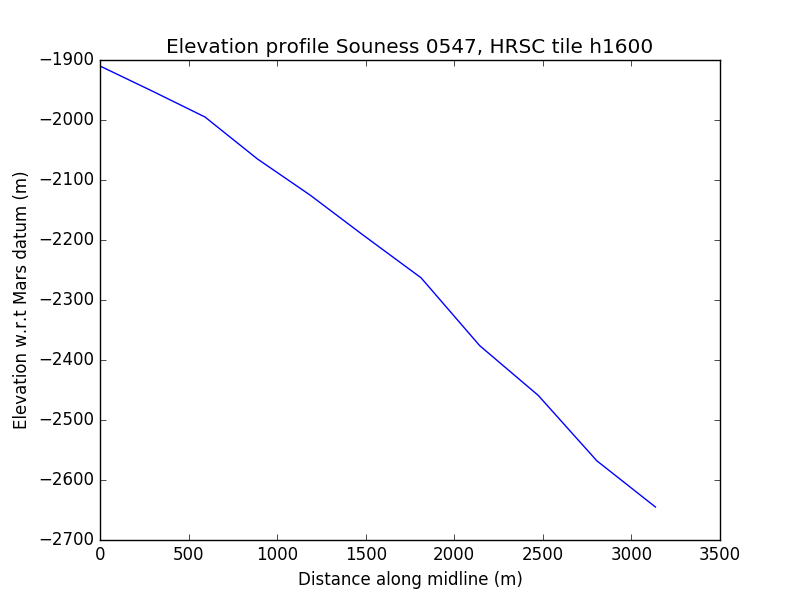 Elevation profile Souness 0547, HRSC tile h1600
Elevation w.r.t Mars datum (m)
−1900
−2000
−2100
−2200
−2300
−2400
−2500
−2600
−2700
0 500 1000 1500 2000 2500 3000 3500
Distance along midline (m)